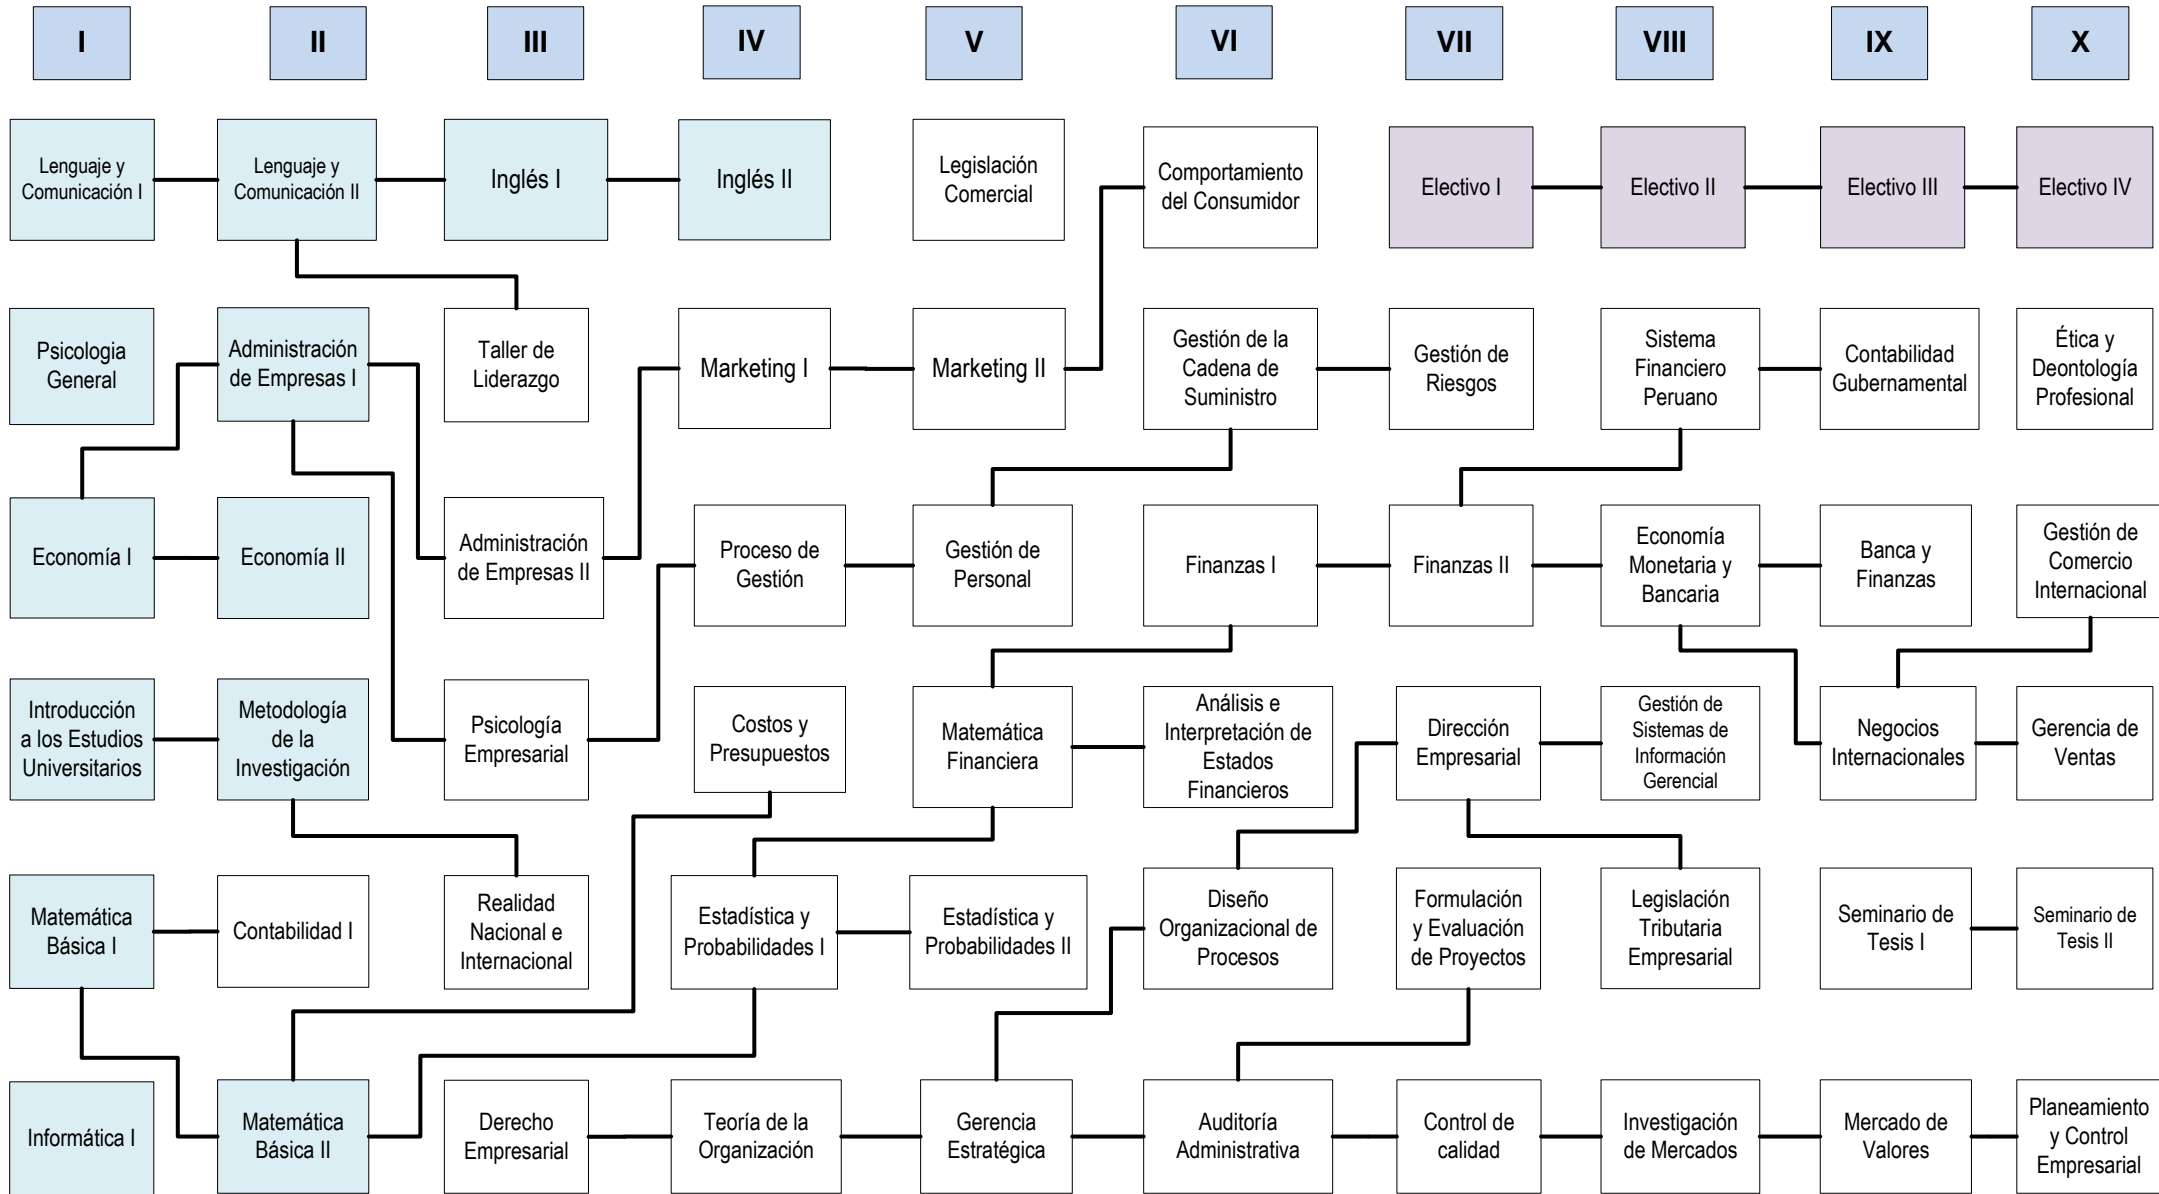 I
II
III
IV
V
VI
VII
VIII
IX
X
Lenguaje y
Comunicación I
Lenguaje y
Comunicación II
Inglés I
Inglés II
Legislación
Comercial
Comportamiento
del Consumidor
Electivo I
Electivo II
Electivo III
Electivo IV
Psicologia
General
Administración
de Empresas I
Taller de
Liderazgo
Marketing I
Marketing II
Gestión de la
Cadena de
Suministro
Gestión de
Riesgos
Sistema
Financiero
Peruano
Contabilidad
Gubernamental
Ética y
Deontología
Profesional
Economía I
Economía II
Administración
de Empresas II
Proceso de
Gestión
Gestión de
Personal
Finanzas I
Finanzas II
Economía
Monetaria y
Bancaria
Banca y
Finanzas
Gestión de
Comercio
Internacional
Introducción
a los Estudios
Universitarios
Metodología
de la
Investigación
Psicología
Empresarial
Costos y
Presupuestos
Matemática
Financiera
Análisis e
Interpretación de
Estados
Financieros
Dirección
Empresarial
Gestión de
Sistemas de
Información
Gerencial
Negocios
Internacionales
Gerencia de
Ventas
Matemática
Básica I
Contabilidad I
Realidad
Nacional e
Internacional
Estadística y
Probabilidades I
Estadística y
Probabilidades II
Diseño
Organizacional de
Procesos
Formulación
y Evaluación
de Proyectos
Legislación
Tributaria
Empresarial
Seminario de
Tesis I
Seminario de
Tesis II
Informática I
Matemática
Básica II
Derecho
Empresarial
Teoría de la
Organización
Gerencia
Estratégica
Auditoría
Administrativa
Control de
calidad
Investigación
de Mercados
Mercado de
Valores
Planeamiento
y Control
Empresarial